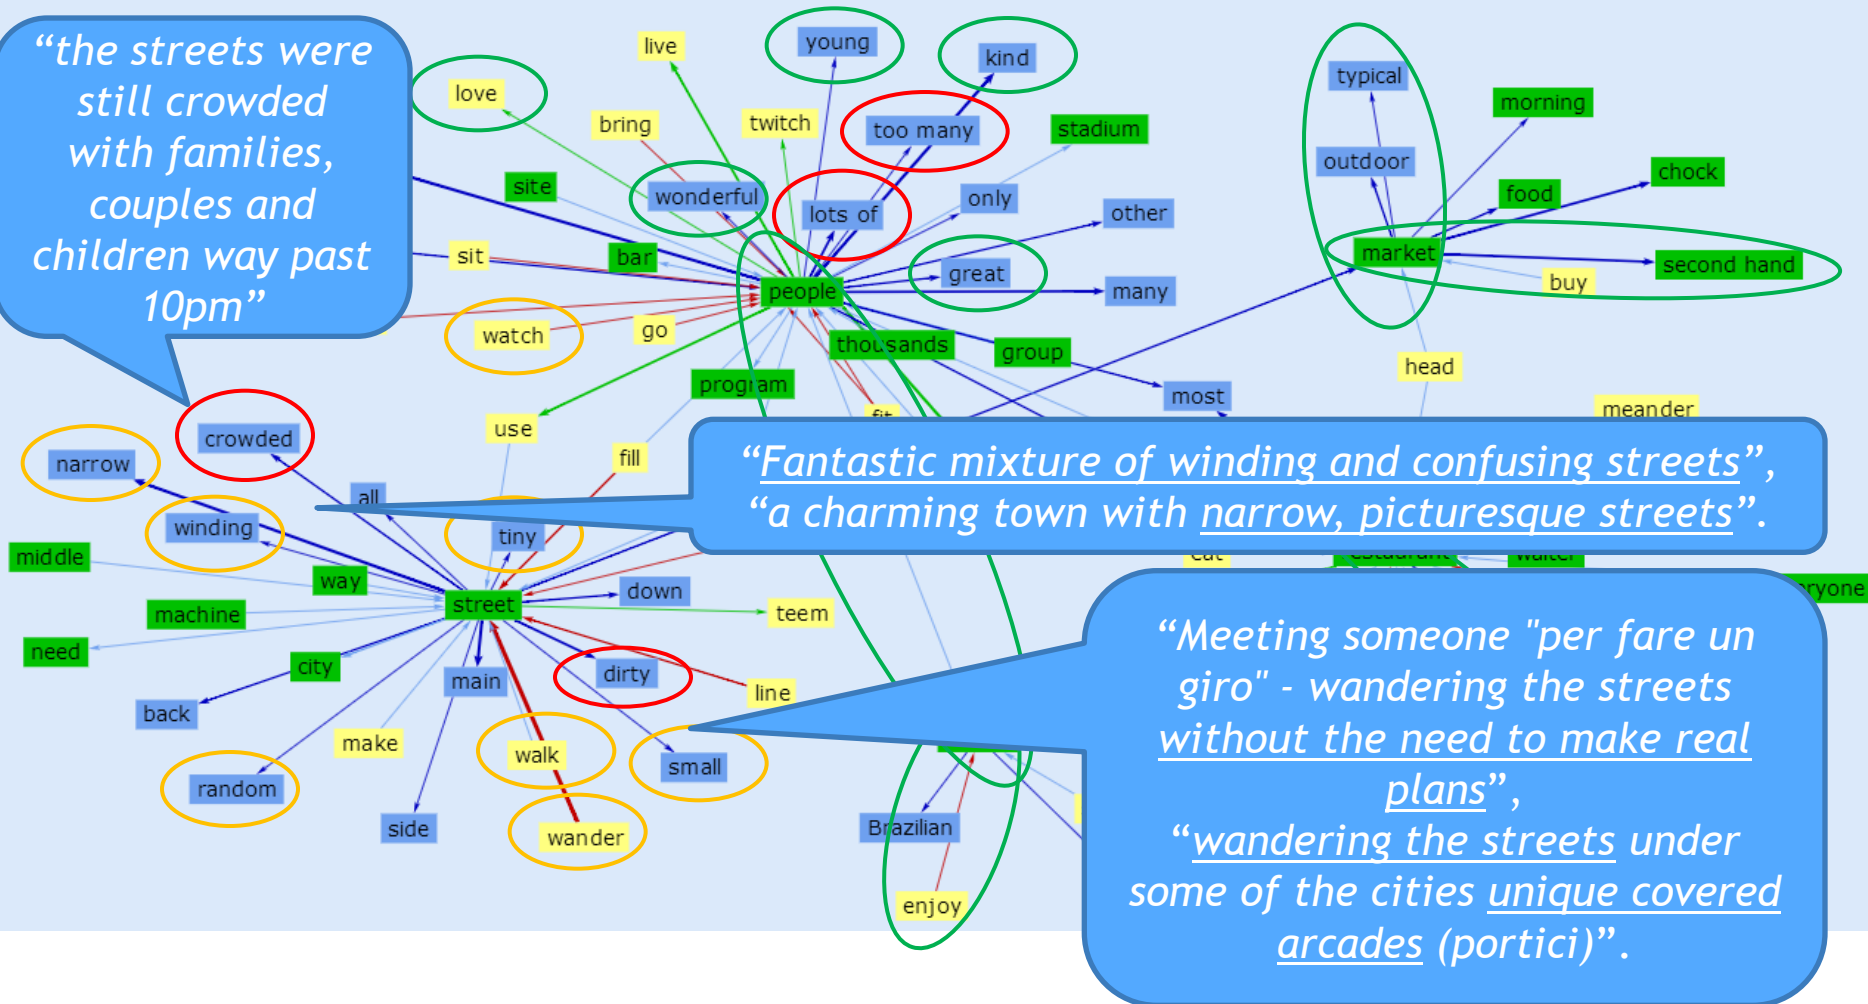 “the streets were
still crowded
with families,
couples and
children way past
10pm”
love
live
young
kind
bring
twitch
too many
stadium
site
wonderful
lots of
only
other
sit
bar
great
people
many
watch
go
thousands
group
program
most
fit
use
fill
typical
morning
outdoor
chock
food
market
second hand
buy
head
meander
“Fantastic mixture of winding and confusing streets”,
“a charming town with narrow, picturesque streets”.
crowded
narrow
all
winding
tiny
middle
way
street
down
machine
teem
need
city
main
dirty
line
back
make
walk
small
random
side
wander
eat
restaurant
waiter
Brazilian
enjoy
“Meeting someone "per fare un
giro" - wandering the streets
without the need to make real
plans”,
“wandering the streets under
some of the cities unique covered
arcades (portici)”.